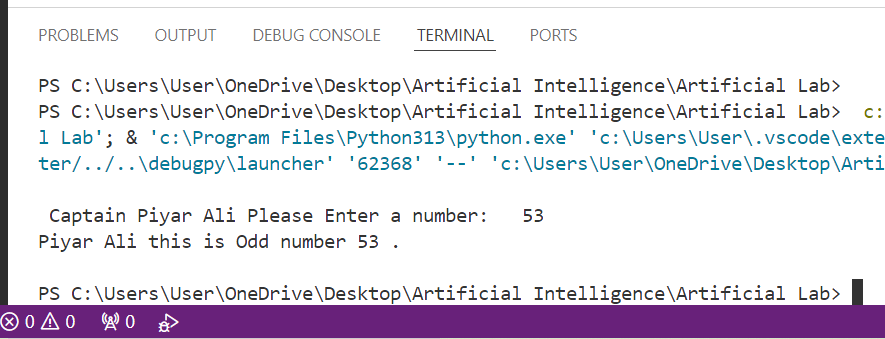 PROBLEMS OUTPUT DEBUG CONSOLE TERMINAL PORTS
PS C:\Users\User\OneDrive\Desktop\Artificial Intelligence\Artificial Lab>
PS C:\Users\User\OneDrive\Desktop\Artificial Intelligence\Artificial Lab> c:
l Lab'; & 'c:\Program Files\Python313\python.exe' 'c:\Users\User\.vscode\exte
ter/../..\debugpy\launcher' '62368' '--' 'c:\Users\User\OneDrive\Desktop\Arti
Captain Piyar Ali Please Enter a number: 53
Piyar Ali this is Odd number 53 .
PS C:\Users\User\OneDrive\Desktop\Artificial Intelligence\Artificial Lab>
0 0 0